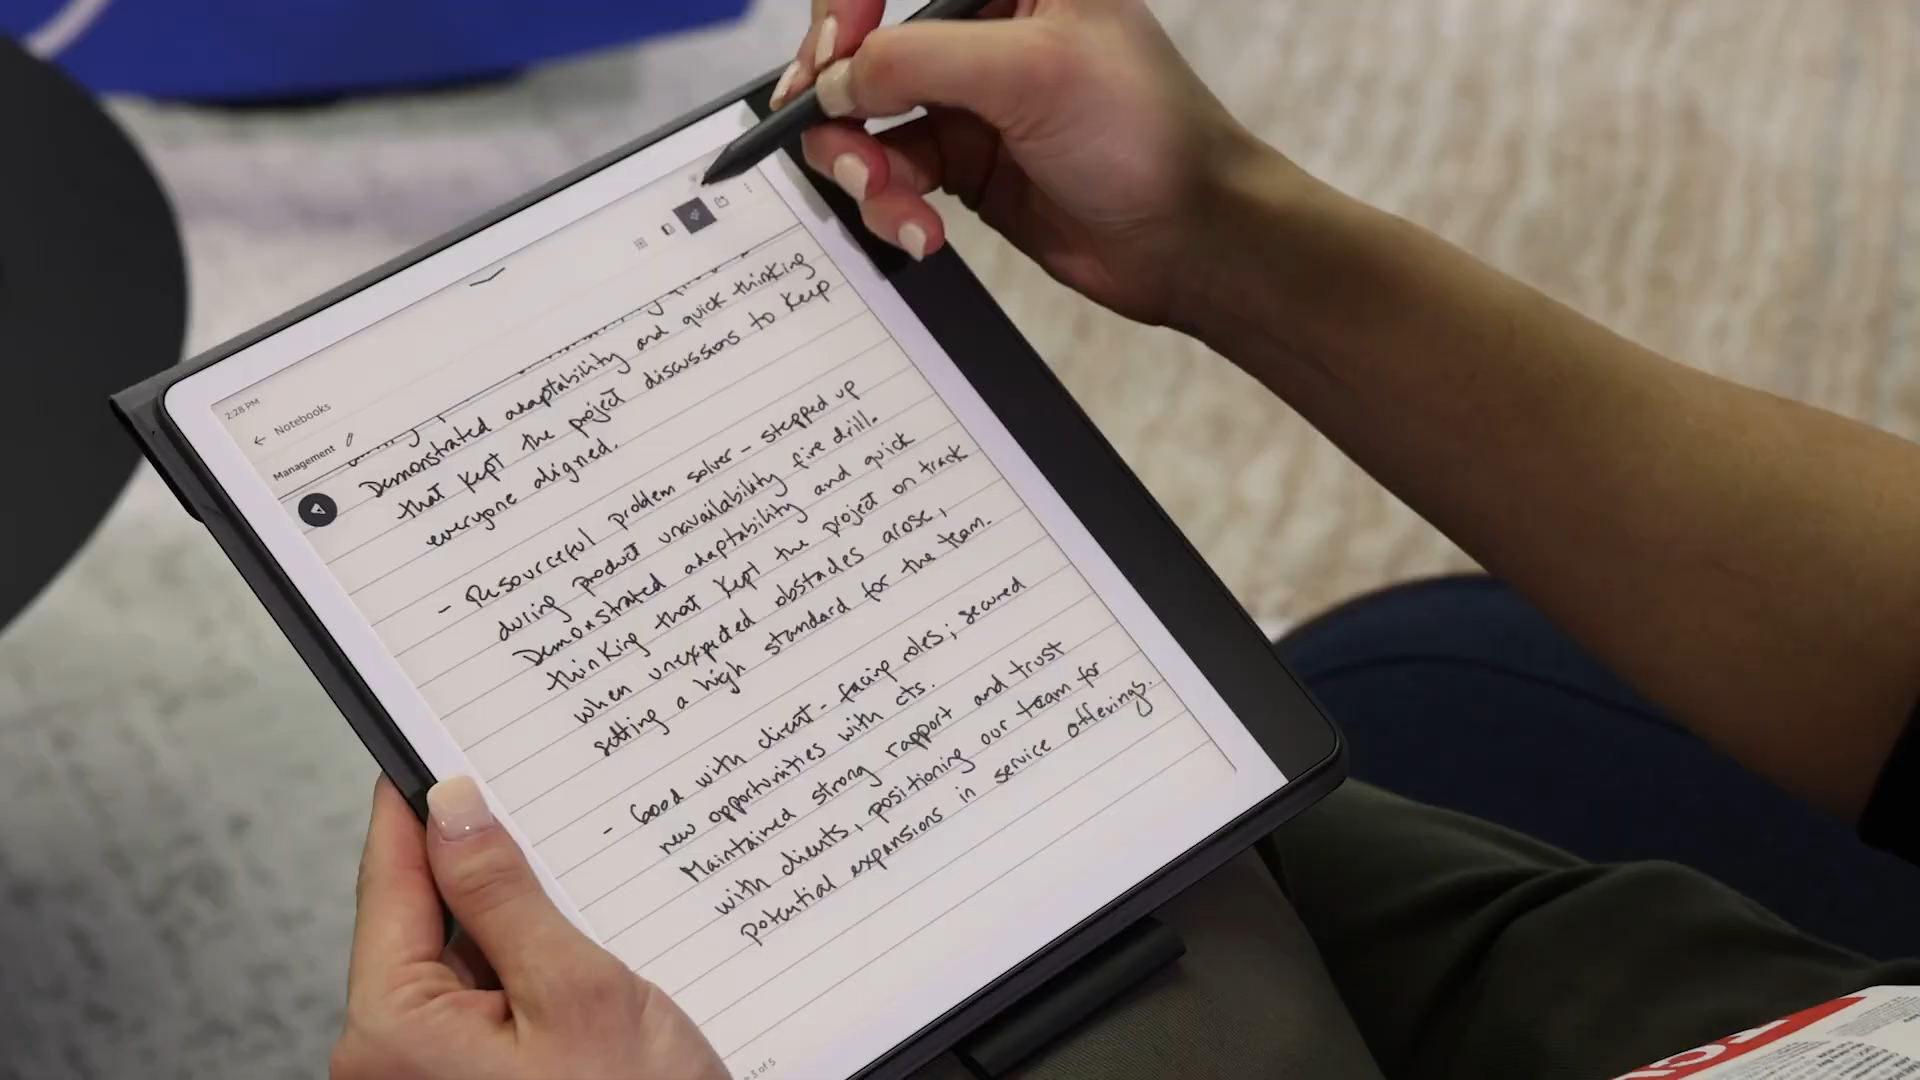 2:28 PM
← Notebooks
Management
Demonstrated adaptability and quick thinking
that kept the project discussions to keep
everyone aligned.
- Resourceful problem solver - stepped up
during product unavailability fire drill.
Demonstrated adaptability and quick
thinking that kept the project on track
when unexpected obstacles arose,
setting a high standard for the team.
- Good with client-facing roles; secured
new opportunities with cts.
Maintained strong rapport and trust
with clients, positioning our team for
potential expansions in service offerings.
of 5